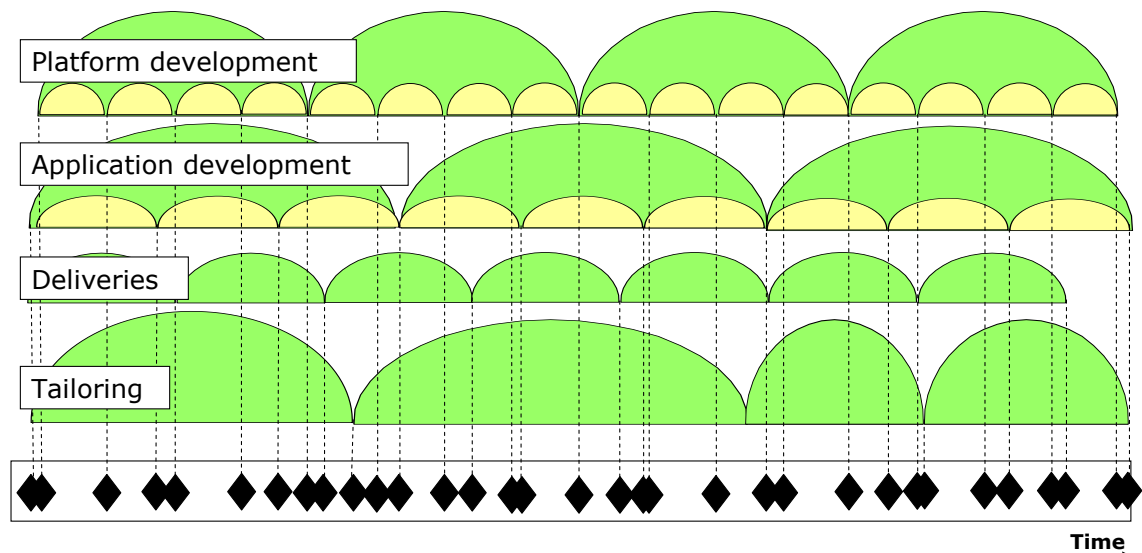 Platform development
Application development
Deliveries
Tailoring
Time